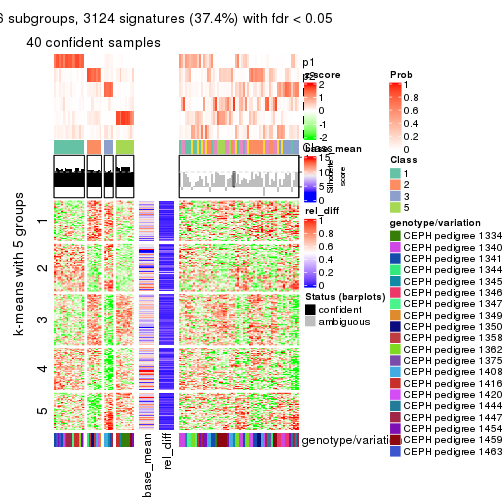 6 subgroups, 3124 signatures (37.4%) with fdr < 0.05
40 confident samples
p1
z-score
2
1
0
-1
-2
Class
base_mean
15
5
0
Silhouette
score
rel_diff
1
0.8
0.6
0.4
0.2
0
Status (barplots)
confident
ambiguous
k-means with 5 groups
1
2
3
4
5
base_mean
rel_diff
genotype/variation
Prob
1
0.8
0.6
0.4
0.2
0
Class
1
2
3
5
genotype/variation
CEPH pedigree 1334
CEPH pedigree 1340
CEPH pedigree 1341
CEPH pedigree 1344
CEPH pedigree 1345
CEPH pedigree 1346
CEPH pedigree 1347
CEPH pedigree 1349
CEPH pedigree 1350
CEPH pedigree 1358
CEPH pedigree 1362
CEPH pedigree 1375
CEPH pedigree 1408
CEPH pedigree 1416
CEPH pedigree 1420
CEPH pedigree 1444
CEPH pedigree 1447
CEPH pedigree 1454
CEPH pedigree 1459
CEPH pedigree 1463